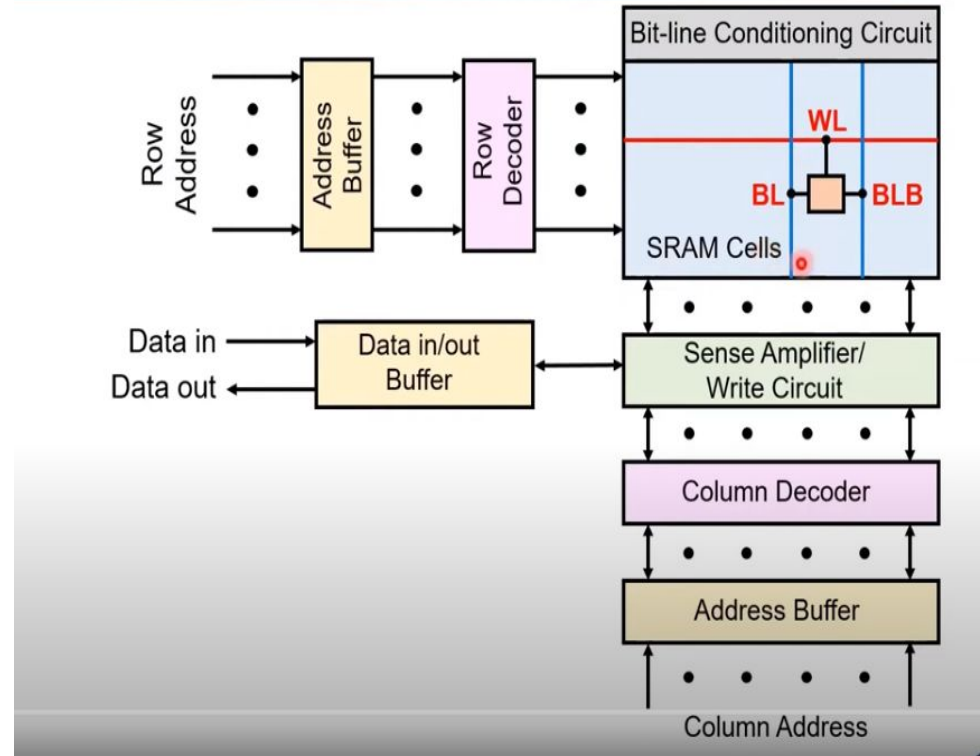 Bit-line Conditioning Circuit
Row
Address
Address
Buffer
Row
Decoder
WL
BL
BLB
SRAM Cells
Data in
Data out
Data in/out
Buffer
Sense Amplifier/
Write Circuit
Column Decoder
Address Buffer
Column Address